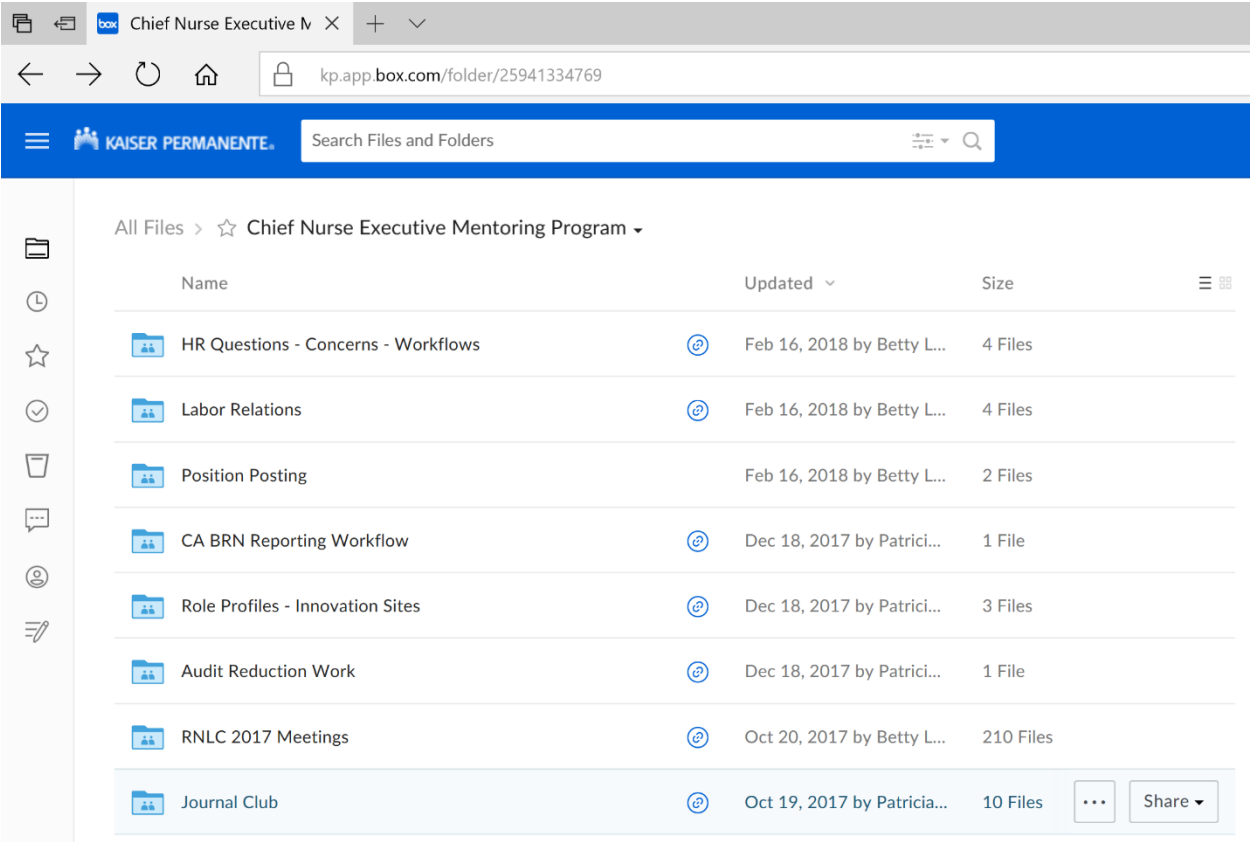 box Chief Nurse Executive M
kp.app.box.com/folder/25941334769
KAISER PERMANENTE® Search Files and Folders
All Files > Chief Nurse Executive Mentoring Program
Name Updated Size
HR Questions - Concerns - Workflows Feb 16, 2018 by Betty L... 4 Files
Labor Relations Feb 16, 2018 by Betty L... 4 Files
Position Posting Feb 16, 2018 by Betty L... 2 Files
CA BRN Reporting Workflow Dec 18, 2017 by Patrici... 1 File
Role Profiles - Innovation Sites Dec 18, 2017 by Patrici... 3 Files
Audit Reduction Work Dec 18, 2017 by Patrici... 1 File
RNLC 2017 Meetings Oct 20, 2017 by Betty L... 210 Files
Journal Club Oct 19, 2017 by Patricia... 10 Files ... Share